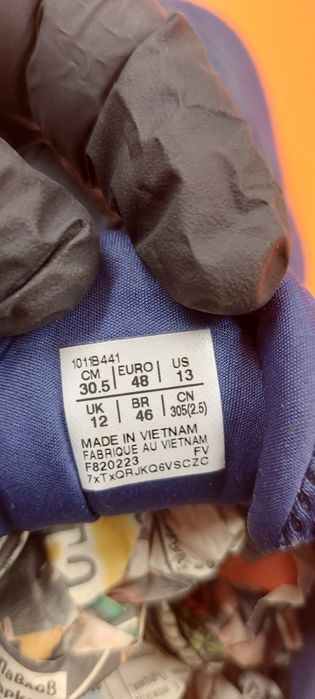 1011B441
CM 30.5 | EURO 48 | US 13
UK 12 | BR 46 | CN 305(2.5)
MADE IN VIETNAM
FABRIQUE AU VIETNAM
F820223 FV
7xTxQRJKQ6VSCZC